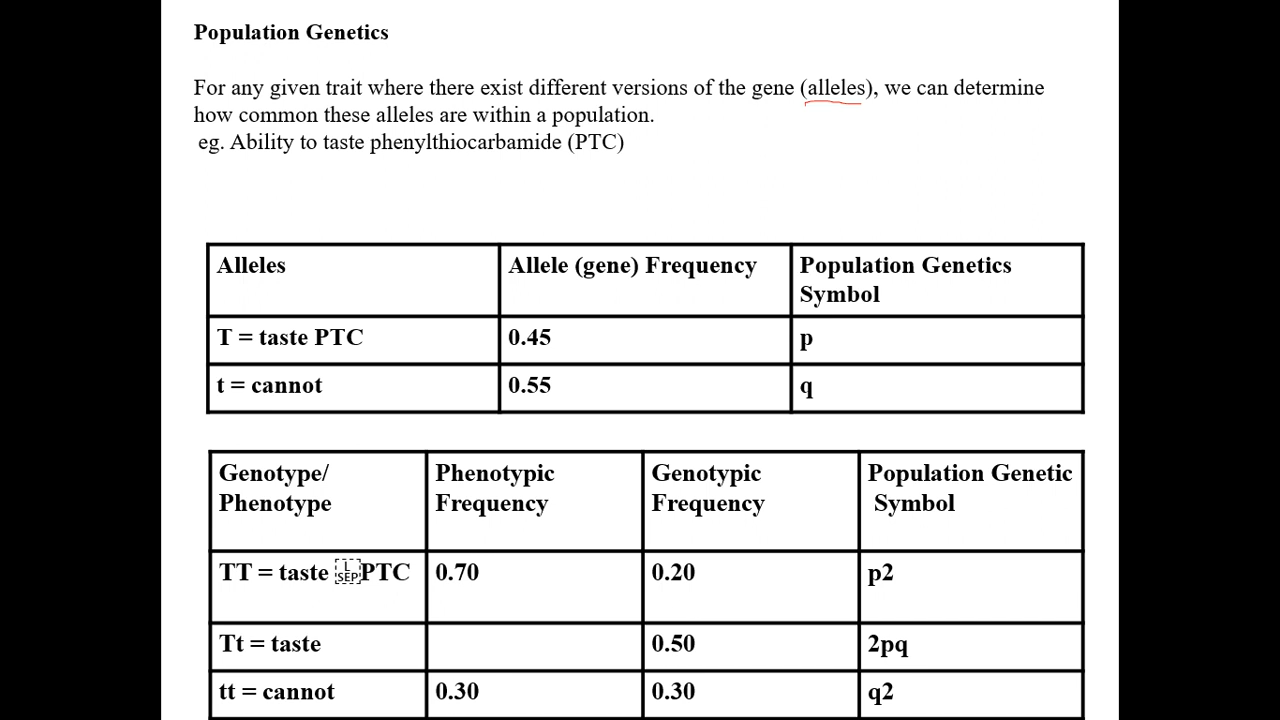 Population Genetics
For any given trait where there exist different versions of the gene (alleles), we can determine
how common these alleles are within a population.
eg. Ability to taste phenylthiocarbamide (PTC)
Alleles
Allele (gene) Frequency
Population Genetics
Symbol
T = taste PTC
0.45
p
t = cannot
0.55
q
Genotype/
Phenotype
Phenotypic
Frequency
Genotypic
Frequency
Population Genetic
Symbol
TT = taste L SEP PTC
0.70
0.20
p2
Tt = taste
0.50
2pq
tt = cannot
0.30
0.30
q2